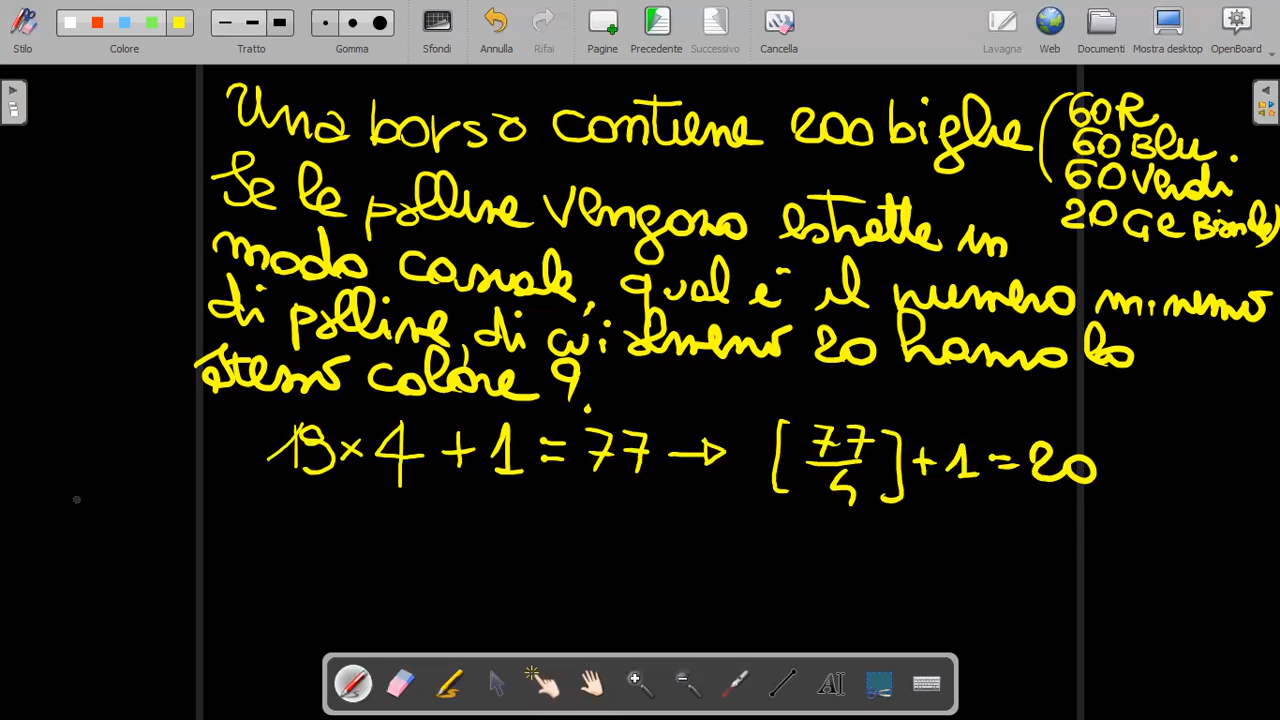 Stilo Colore Tratto Gomma Sfondi Annulla Rifai Pagine Precedente Successivo Cancella Lavagna Web Documenti Mostra desktop OpenBoard
Una borsa contiene 200 biglie (60 R
60 Blu.
60 Verdi
20 G e Bianche)
Se le palline vengono estratte in
modo casuale, qual è il numero minimo
di palline, di cui almeno 20 hanno lo
stesso colore ?
19 × 4 + 1 = 77 → [77/4] + 1 = 20
AI